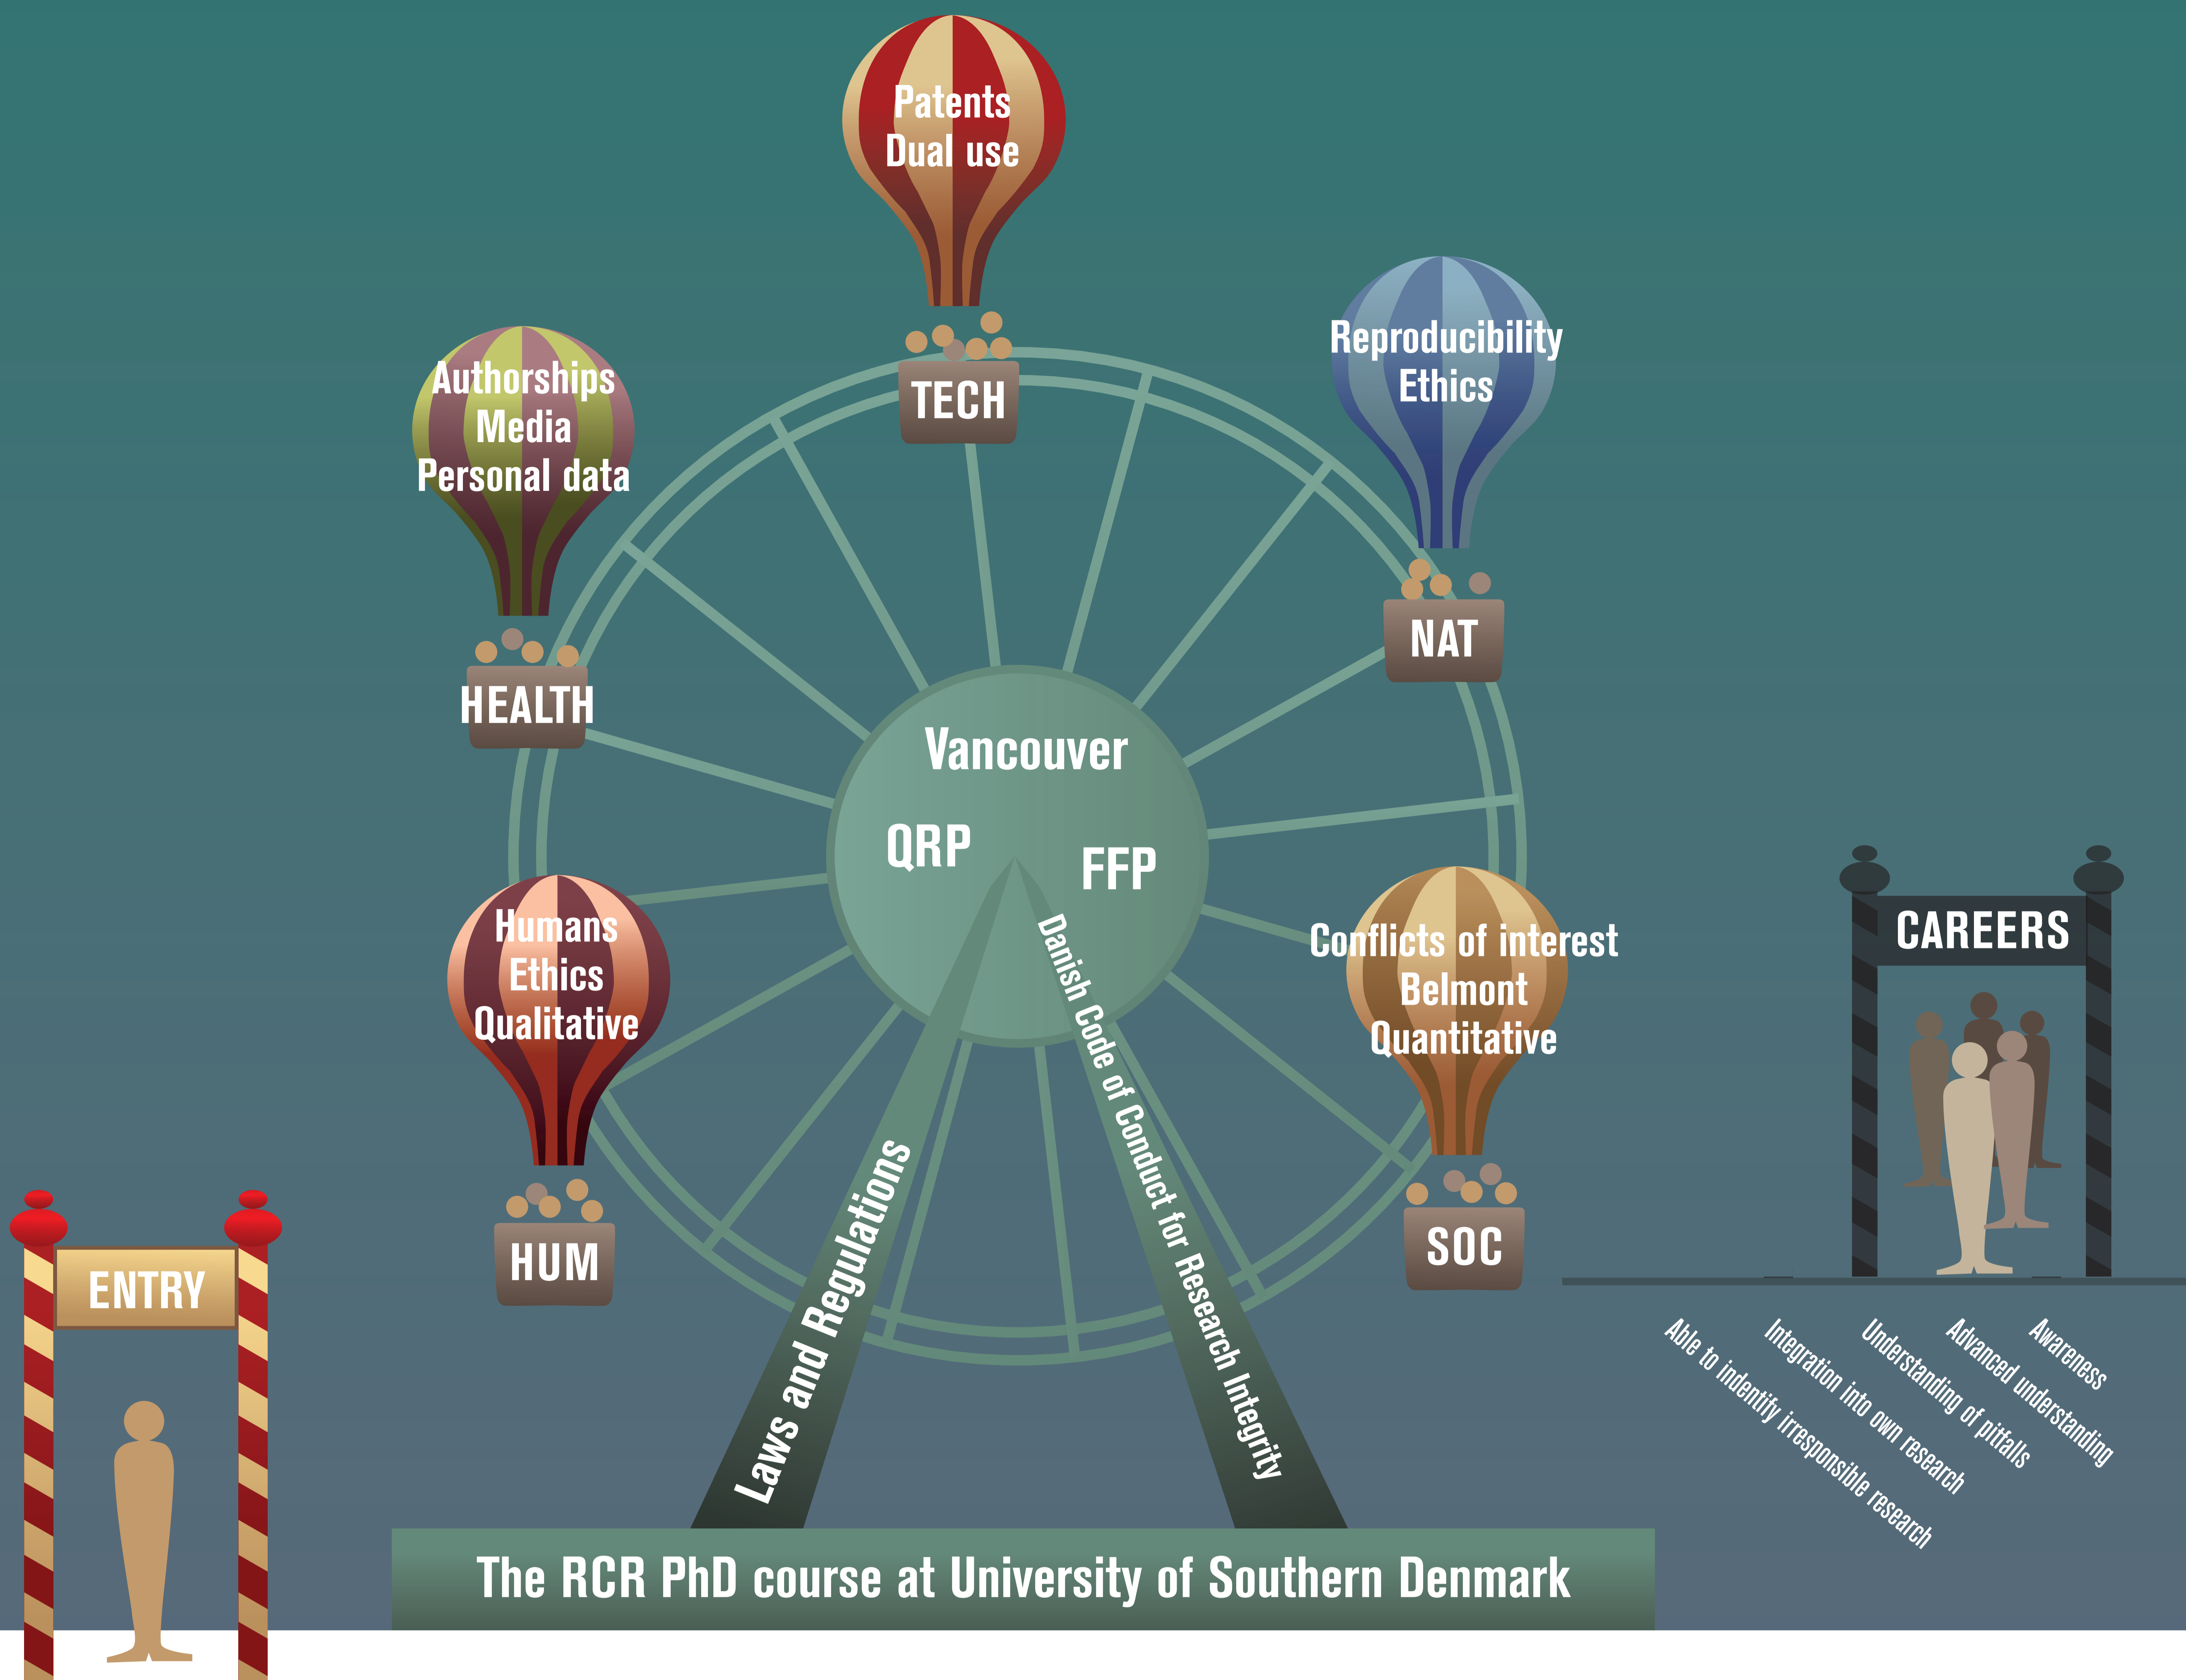 Patents
Dual use
TECH
Reproducibility
Ethics
NAT
Authorships
Media
Personal data
HEALTH
Vancouver
QRP
FFP
Humans
Ethics
Qualitative
HUM
Conflicts of interest
Belmont
Quantitative
SOC
Laws and Regulations
Danish Code of Conduct for Research Integrity
ENTRY
CAREERS
Able to indentify irresponsible research
Integration into own research
Understanding of pitfalls
Advanced understanding
Awareness
The RCR PhD course at University of Southern Denmark